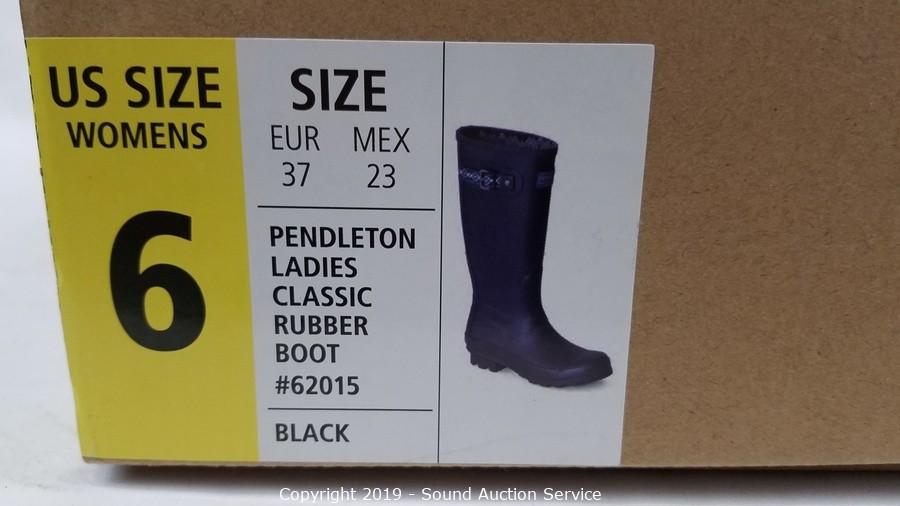 US SIZE
WOMENS
6
SIZE
EUR MEX
37 23
PENDLETON
LADIES
CLASSIC
RUBBER
BOOT
#62015
BLACK
Copyright 2019 - Sound Auction Service